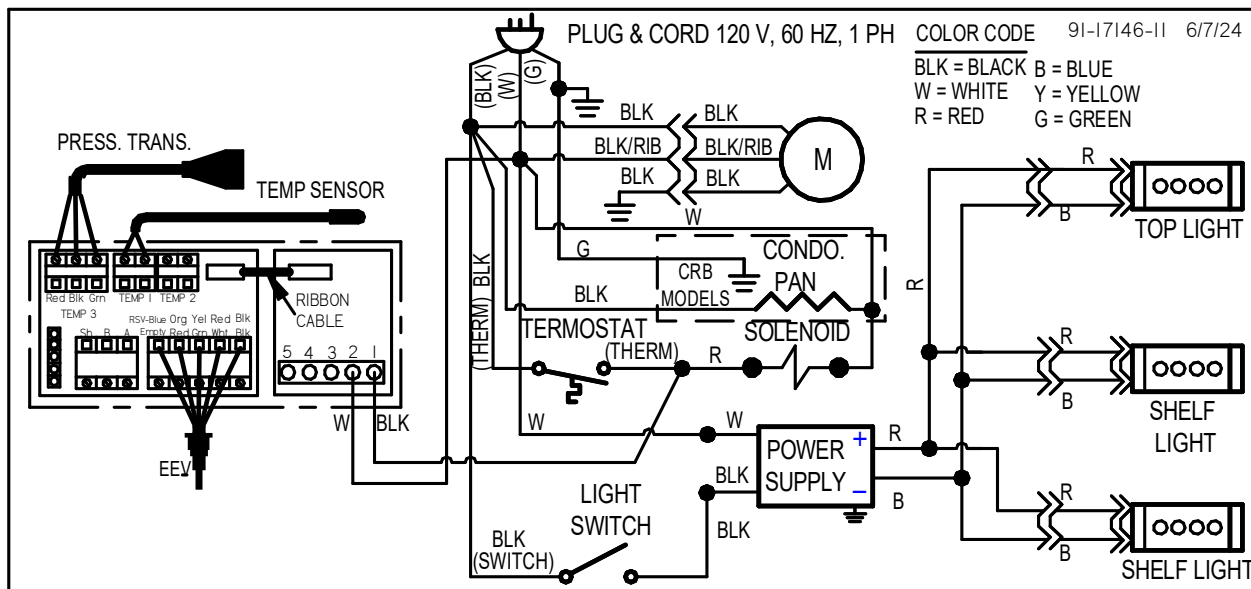 PLUG & CORD 120 V, 60 HZ, 1 PH
COLOR CODE
91-17146-11 6/7/24
BLK = BLACK B = BLUE
W = WHITE Y = YELLOW
R = RED G = GREEN
(BLK)
(W)
(G)
BLK BLK
BLK/RIB BLK/RIB
BLK BLK
M
W
PRESS. TRANS.
TEMP SENSOR
Red Blk Grn
TEMP 1 TEMP 2
TEMP 3
RIBBON
CABLE
RSV-Blue Org Yel Red Blk
Sh B A
Empty Red Grn Wht Blk
5 4 3 2 1
W BLK
EEV
G
CONDO.
PAN
CRB
MODELS
BLK
(THERM) BLK
TERMOSTAT
(THERM)
R
SOLENOID
W
W
POWER
SUPPLY
+
−
R
B
BLK
BLK
LIGHT
SWITCH
BLK
(SWITCH)
R
R
B
TOP LIGHT
R
B
SHELF
LIGHT
R
B
SHELF LIGHT